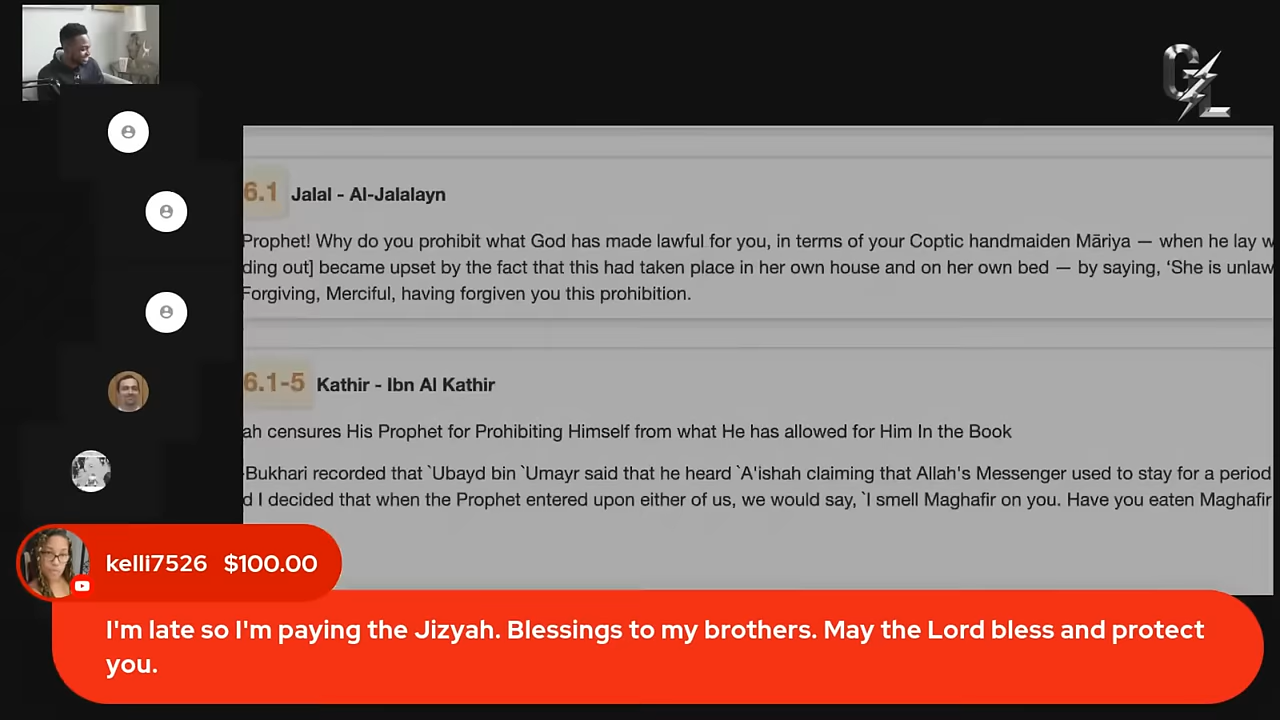 GL
6.1 Jalal - Al-Jalalayn
Prophet! Why do you prohibit what God has made lawful for you, in terms of your Coptic handmaiden Māriya — when he lay w
ding out] became upset by the fact that this had taken place in her own house and on her own bed — by saying, ‘She is unlaw
Forgiving, Merciful, having forgiven you this prohibition.
6.1-5 Kathir - Ibn Al Kathir
ah censures His Prophet for Prohibiting Himself from what He has allowed for Him In the Book
-Bukhari recorded that `Ubayd bin `Umayr said that he heard `A'ishah claiming that Allah's Messenger used to stay for a period
d I decided that when the Prophet entered upon either of us, we would say, `I smell Maghafir on you. Have you eaten Maghafir
kelli7526 $100.00
I'm late so I'm paying the Jizyah. Blessings to my brothers. May the Lord bless and protect
you.